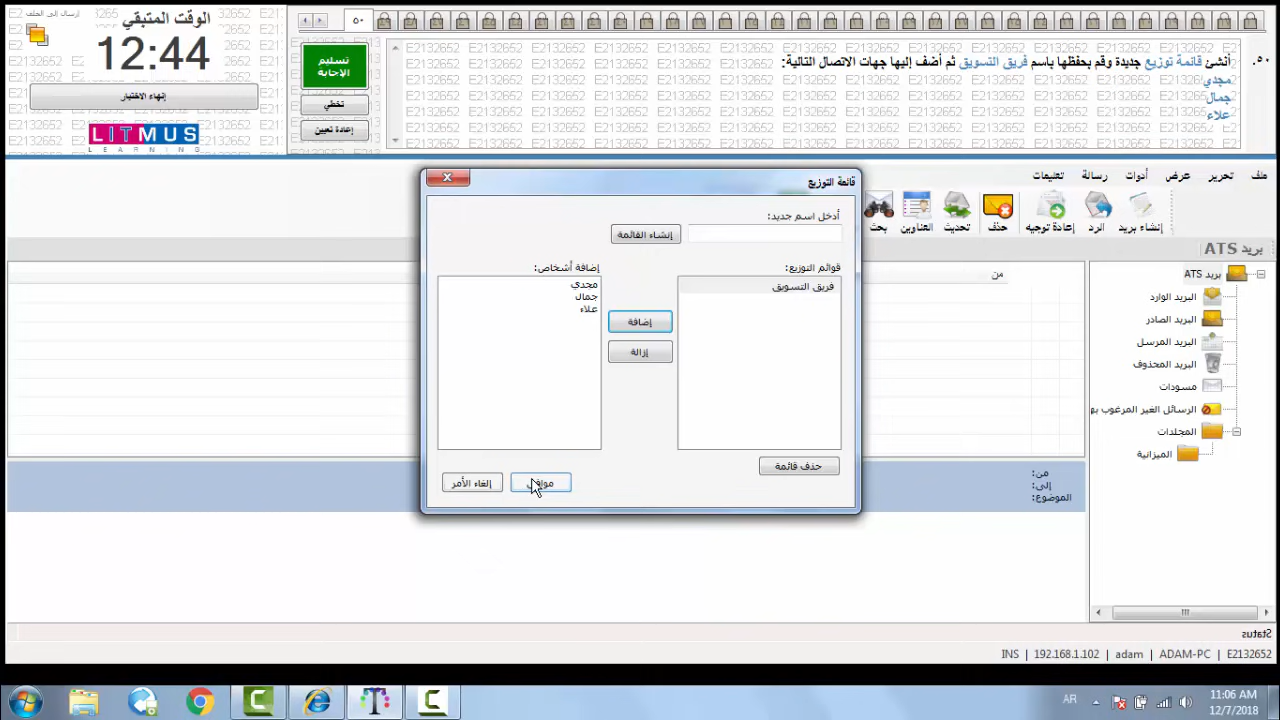 إرسال إلى الخلف
الوقت المتبقي
12:44
إنهاء الاختبار
LITMUS
LEARNING
٥٠
تسليم الإجابة
تخطي
إعادة تعيين
E2132652
٥٠. أنشئ قائمة توزيع جديدة وقم بحفظها باسم فريق التسويق ثم أضف إليها جهات الاتصال التالية:
مجدي
جمال
علاء
ملف تحرير عرض أدوات رسالة تعليمات
إنشاء بريد الرد إعادة توجيه حذف تحديث العناوين بحث
بريد ATS
من
بريد ATS
البريد الوارد
البريد الصادر
البريد المرسل
البريد المحذوف
مسودات
الرسائل الغير المرغوب بها
المجلدات
الميزانية
من:
إلى:
الموضوع:
قائمة التوزيع
أدخل اسم جديد:
إنشاء القائمة
قوائم التوزيع:
فريق التسويق
إضافة أشخاص:
مجدي
جمال
علاء
إضافة
إزالة
حذف قائمة
موافق
إلغاء الأمر
Status
INS | 192.168.1.102 | adam | ADAM-PC | E2132652
AR
11:06 AM
12/7/2018